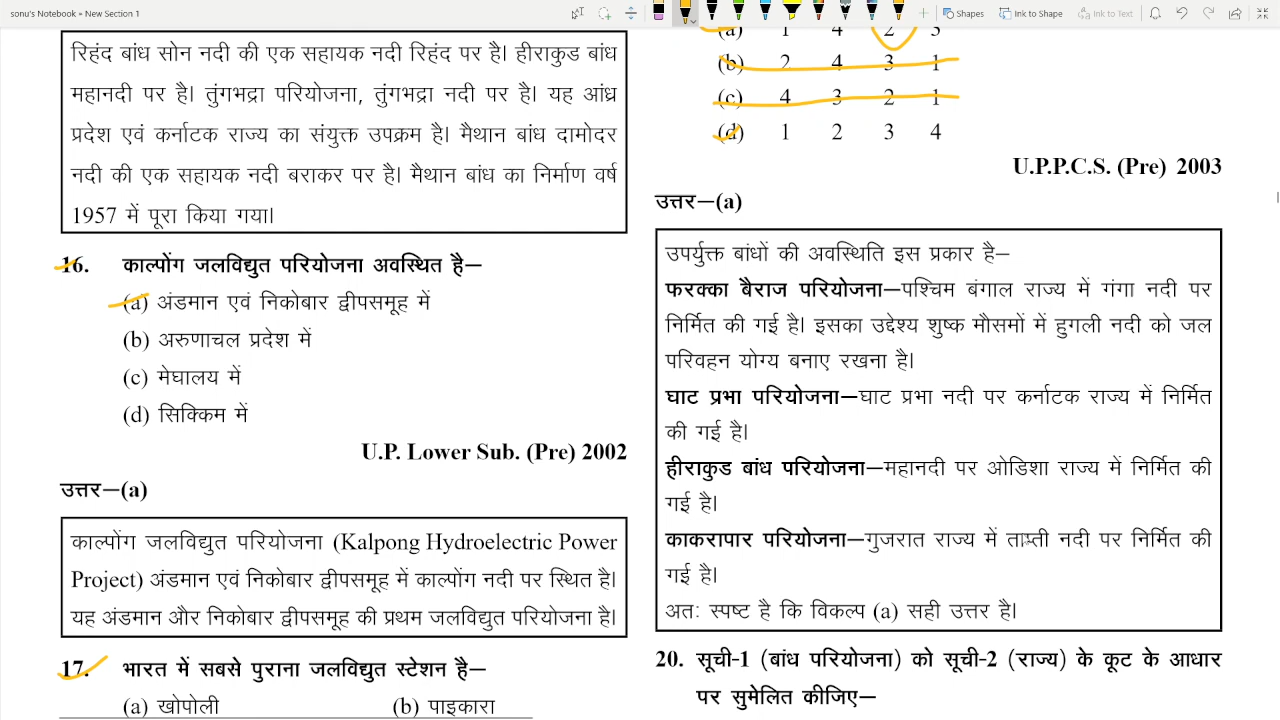 sonu's Notebook » New Section 1
Shapes Ink to Shape Ink to Text
रिहंद बांध सोन नदी की एक सहायक नदी रिहंद पर है। हीराकुड बांध
महानदी पर है। तुंगभद्रा परियोजना, तुंगभद्रा नदी पर है। यह आंध्र
प्रदेश एवं कर्नाटक राज्य का संयुक्त उपक्रम है। मैथान बांध दामोदर
नदी की एक सहायक नदी बराकर पर है। मैथान बांध का निर्माण वर्ष
1957 में पूरा किया गया।
16. काल्पोंग जलविद्युत परियोजना अवस्थित है–
(a) अंडमान एवं निकोबार द्वीपसमूह में
(b) अरुणाचल प्रदेश में
(c) मेघालय में
(d) सिक्किम में
U.P. Lower Sub. (Pre) 2002
उत्तर–(a)
काल्पोंग जलविद्युत परियोजना (Kalpong Hydroelectric Power
Project) अंडमान एवं निकोबार द्वीपसमूह में काल्पोंग नदी पर स्थित है।
यह अंडमान और निकोबार द्वीपसमूह की प्रथम जलविद्युत परियोजना है।
17. भारत में सबसे पुराना जलविद्युत स्टेशन है–
(a) खोपोली (b) पाइकारा
(a) 1 4 2 3
(b) 2 4 3 1
(c) 4 3 2 1
(d) 1 2 3 4
U.P.P.C.S. (Pre) 2003
उत्तर–(a)
उपर्युक्त बांधों की अवस्थिति इस प्रकार है–
फरक्का बैराज परियोजना–पश्चिम बंगाल राज्य में गंगा नदी पर
निर्मित की गई है। इसका उद्देश्य शुष्क मौसमों में हुगली नदी को जल
परिवहन योग्य बनाए रखना है।
घाट प्रभा परियोजना–घाट प्रभा नदी पर कर्नाटक राज्य में निर्मित
की गई है।
हीराकुड बांध परियोजना–महानदी पर ओडिशा राज्य में निर्मित की
गई है।
काकरापार परियोजना–गुजरात राज्य में ताप्ती नदी पर निर्मित की
गई है।
अतः स्पष्ट है कि विकल्प (a) सही उत्तर है।
20. सूची-1 (बांध परियोजना) को सूची-2 (राज्य) के कूट के आधार
पर सुमेलित कीजिए–